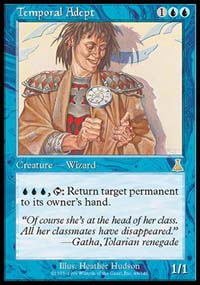 Temporal Adept 1
Creature — Wizard
, : Return target permanent
to its owner's hand.
"Of course she's at the head of her class.
All her classmates have disappeared."
—Gatha, Tolarian renegade
Illus. Heather Hudson
1/1